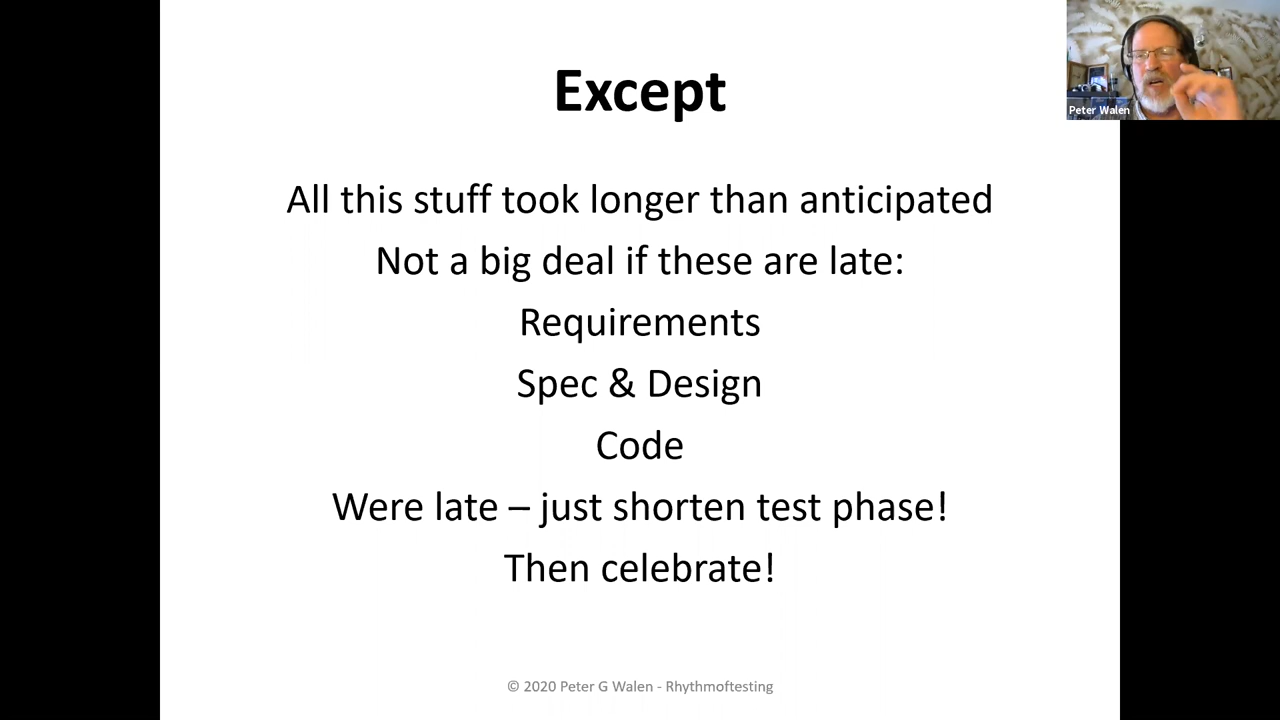 Except
Peter Walen
All this stuff took longer than anticipated
Not a big deal if these are late:
Requirements
Spec & Design
Code
Were late – just shorten test phase!
Then celebrate!
© 2020 Peter G Walen - Rhythmoftesting